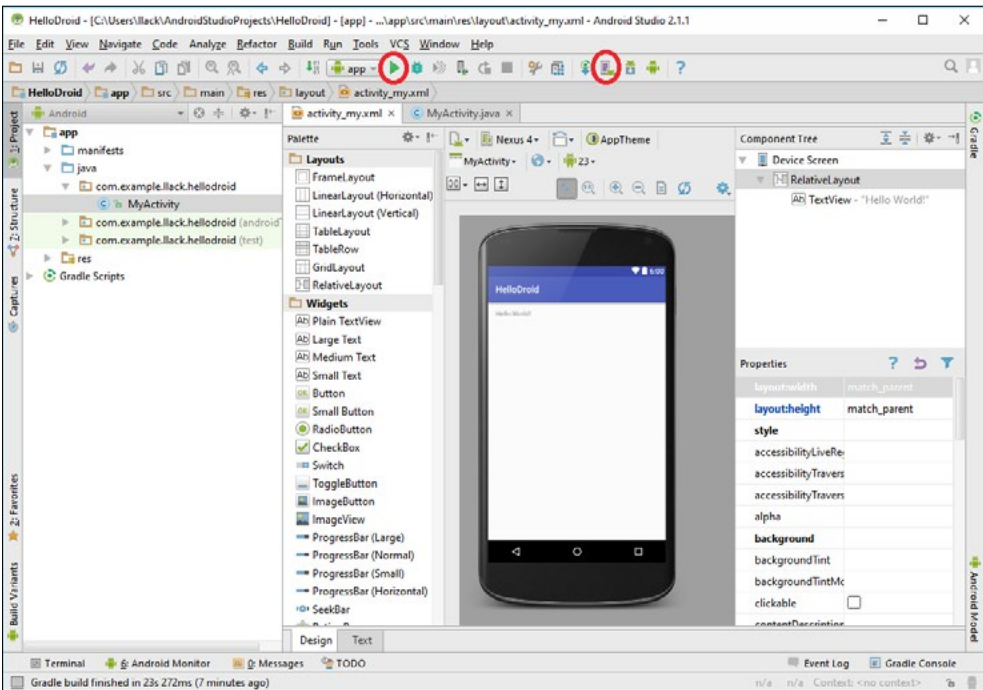 HelloDroid - [C:\Users\llack\AndroidStudioProjects\HelloDroid] - [app] - ...\app\src\main\res\layout\activity_my.xml - Android Studio 2.1.1
File Edit View Navigate Code Analyze Refactor Build Run Tools VCS Window Help
app
HelloDroid app src main res layout activity_my.xml
1: Project
Z: Structure
Captures
2: Favorites
Build Variants
Android
app
manifests
java
com.example.llack.hellodroid
MyActivity
com.example.llack.hellodroid (android
com.example.llack.hellodroid (test)
res
Gradle Scripts
activity_my.xml × MyActivity.java ×
Palette
Layouts
FrameLayout
LinearLayout (Horizontal)
LinearLayout (Vertical)
TableLayout
TableRow
GridLayout
RelativeLayout
Widgets
Plain TextView
Large Text
Medium Text
Small Text
Button
Small Button
RadioButton
CheckBox
Switch
ToggleButton
ImageButton
ImageView
ProgressBar (Large)
ProgressBar (Normal)
ProgressBar (Small)
ProgressBar (Horizontal)
SeekBar
Nexus 4 AppTheme
MyActivity 23
6:00
HelloDroid
Hello World!
Design Text
Component Tree
Device Screen
RelativeLayout
TextView - "Hello World!"
Properties
layout:width match_parent
layout:height match_parent
style
accessibilityLiveRe
accessibilityTravers
accessibilityTravers
alpha
background
backgroundTint
backgroundTintMo
clickable
contentDescription
Gradle
Android Model
Terminal 6: Android Monitor 0: Messages TODO Event Log Gradle Console
Gradle build finished in 23s 272ms (7 minutes ago) n/a n/a Context: <no context>